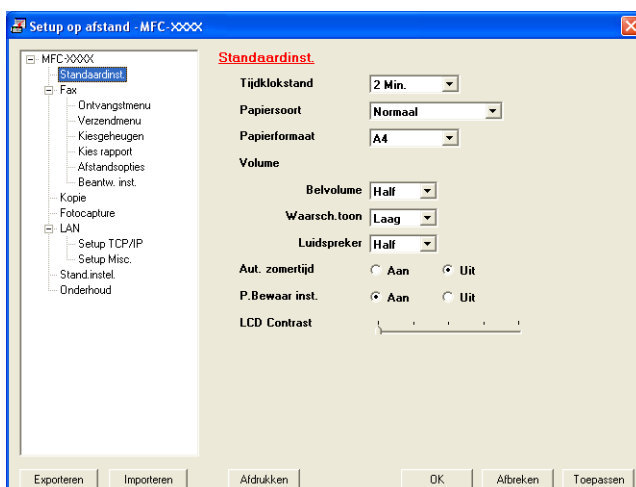 Setup op afstand - MFC-XXXX
MFC-XXXX
Standaardinst.
Fax
Ontvangstmenu
Verzendmenu
Kiesgeheugen
Kies rapport
Afstandsopties
Beantw. inst.
Kopie
Fotocapture
LAN
Setup TCP/IP
Setup Misc.
Stand.instel.
Onderhoud
Standaardinst.
Tijdklokstand 2 Min.
Papiersoort Normaal
Papierformaat A4
Volume
Belvolume Half
Waarsch.toon Laag
Luidspreker Half
Aut. zomertijd Aan Uit
P.Bewaar inst. Aan Uit
LCD Contrast
Exporteren Importeren Afdrukken OK Afbreken Toepassen